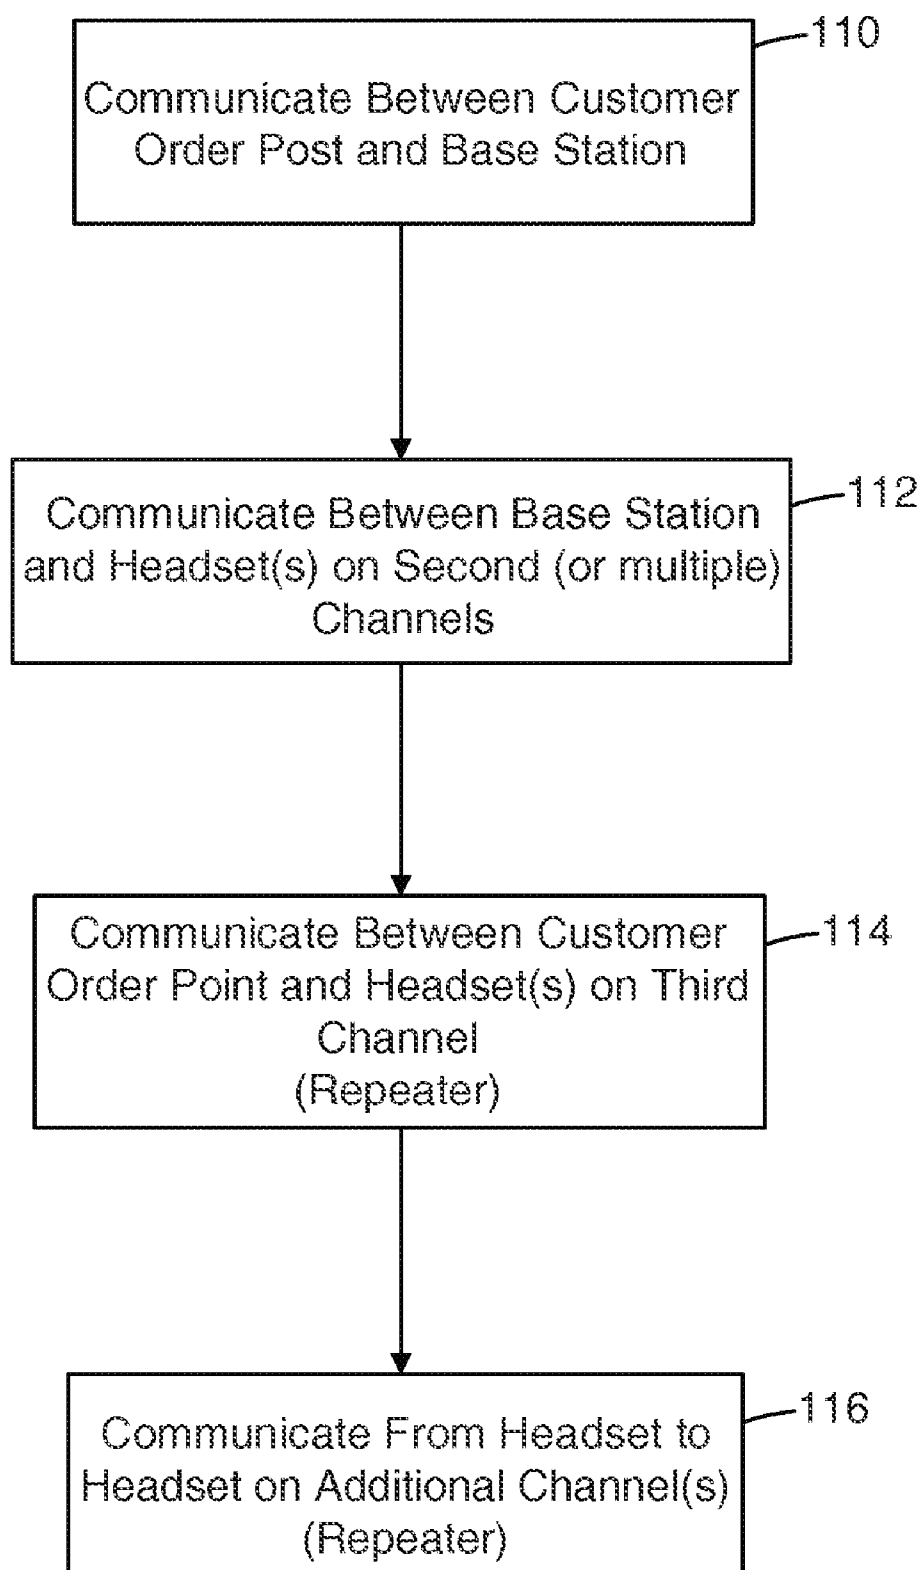 110
Communicate Between Customer
Order Post and Base Station
112
Communicate Between Base Station
and Headset(s) on Second (or multiple)
Channels
114
Communicate Between Customer
Order Point and Headset(s) on Third
Channel
(Repeater)
116
Communicate From Headset to
Headset on Additional Channel(s)
(Repeater)